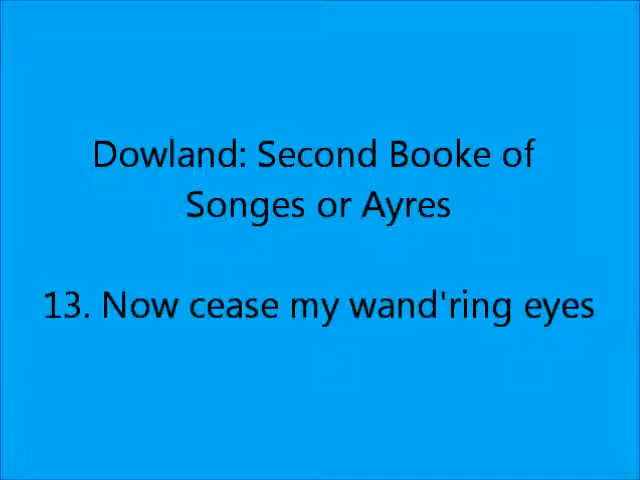 Dowland: Second Booke of
Songes or Ayres
13. Now cease my wand'ring eyes